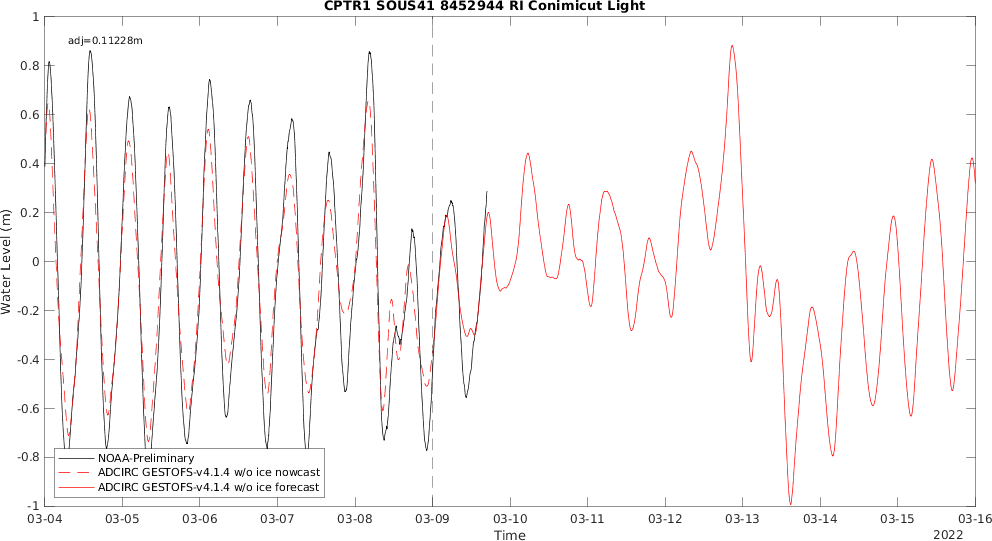 CPTR1 SOUS41 8452944 RI Conimicut Light
adj=0.11228m
1
0.8
0.6
0.4
0.2
0
-0.2
-0.4
-0.6
-0.8
-1
Water Level (m)
NOAA-Preliminary
ADCIRC GESTOFS-v4.1.4 w/o ice nowcast
ADCIRC GESTOFS-v4.1.4 w/o ice forecast
03-04 03-05 03-06 03-07 03-08 03-09 03-10 03-11 03-12 03-13 03-14 03-15 03-16
Time
2022